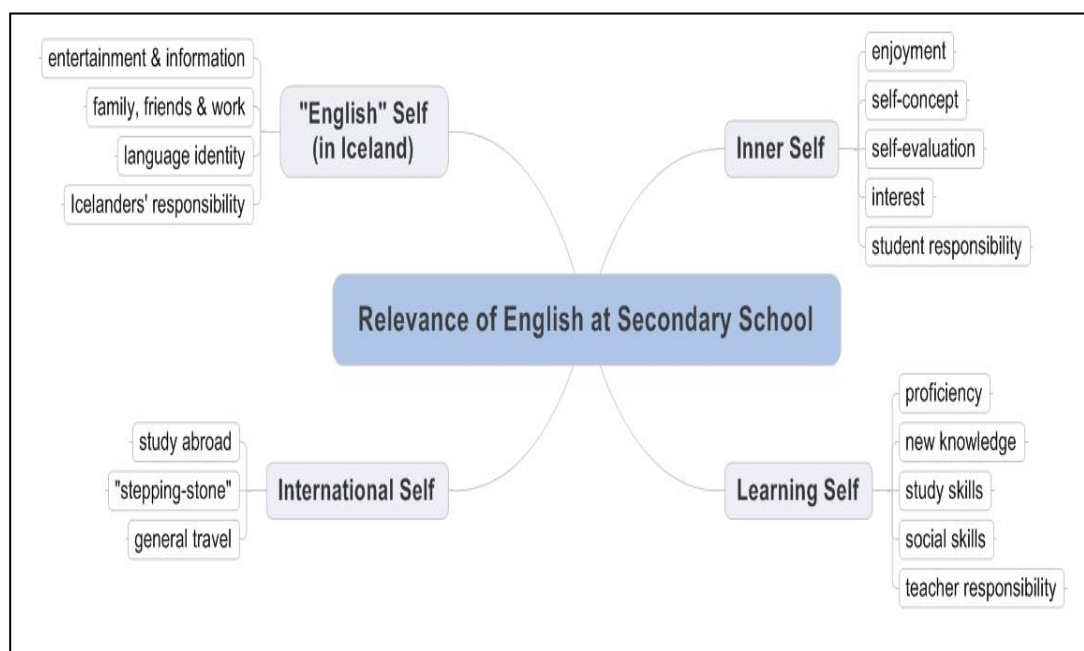 entertainment & information
family, friends & work
language identity
Icelanders' responsibility
"English" Self
(in Iceland)
Inner Self
enjoyment
self-concept
self-evaluation
interest
student responsibility
Relevance of English at Secondary School
study abroad
"stepping-stone"
general travel
International Self
Learning Self
proficiency
new knowledge
study skills
social skills
teacher responsibility